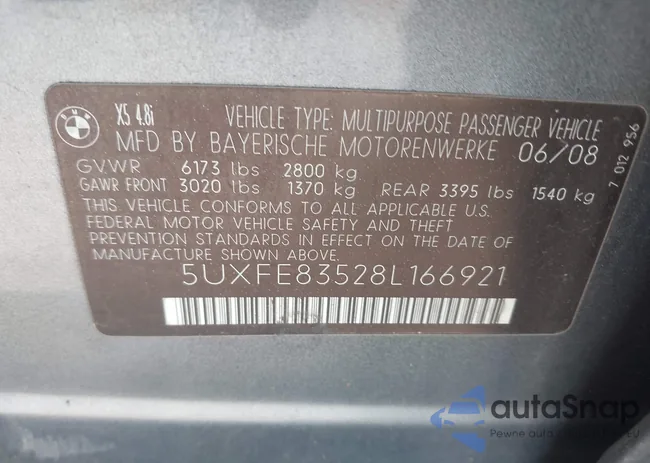 BMW
X5 4.8i
VEHICLE TYPE: MULTIPURPOSE PASSENGER VEHICLE
MFD BY BAYERISCHE MOTORENWERKE 06/08
GVWR 6173 lbs 2800 kg
GAWR FRONT 3020 lbs 1370 kg REAR 3395 lbs 1540 kg
THIS VEHICLE CONFORMS TO ALL APPLICABLE U.S.
FEDERAL MOTOR VEHICLE SAFETY AND THEFT
PREVENTION STANDARDS IN EFFECT ON THE DATE
OF MANUFACTURE SHOWN ABOVE.
5UXFE83528L166921
7 012 956
autoSnap
Pewne auto